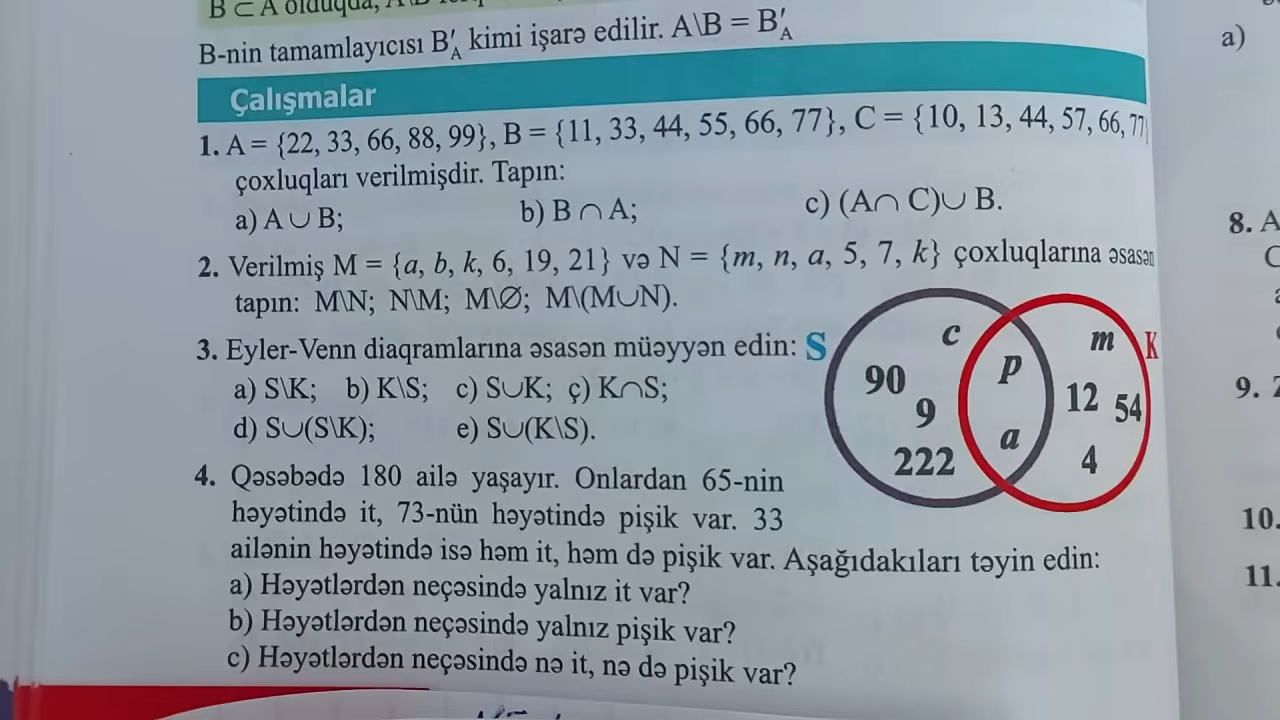 B ⊂ A olduqda,
B-nin tamamlayıcısı B′A kimi işarə edilir. A\B = B′A
Çalışmalar
1. A = {22, 33, 66, 88, 99}, B = {11, 33, 44, 55, 66, 77}, C = {10, 13, 44, 57, 66, 77
çoxluqları verilmişdir. Tapın:
a) A ∪ B; b) B ∩ A; c) (A∩ C)∪ B.
2. Verilmiş M = {a, b, k, 6, 19, 21} və N = {m, n, a, 5, 7, k} çoxluqlarına əsasən
tapın: M\N; N\M; M\Ø; M\(M∪N).
3. Eyler-Venn diaqramlarına əsasən müəyyən edin:
a) S\K; b) K\S; c) S∪K; ç) K∩S;
d) S∪(S\K); e) S∪(K\S).
S
c
90
9
222
p
a
m
12
54
4
K
4. Qəsəbədə 180 ailə yaşayır. Onlardan 65-nin
həyətində it, 73-nün həyətində pişik var. 33
ailənin həyətində isə həm it, həm də pişik var. Aşağıdakıları təyin edin:
a) Həyətlərdən neçəsində yalnız it var?
b) Həyətlərdən neçəsində yalnız pişik var?
c) Həyətlərdən neçəsində nə it, nə də pişik var?
a)
8. A
C
9.
10.
11.